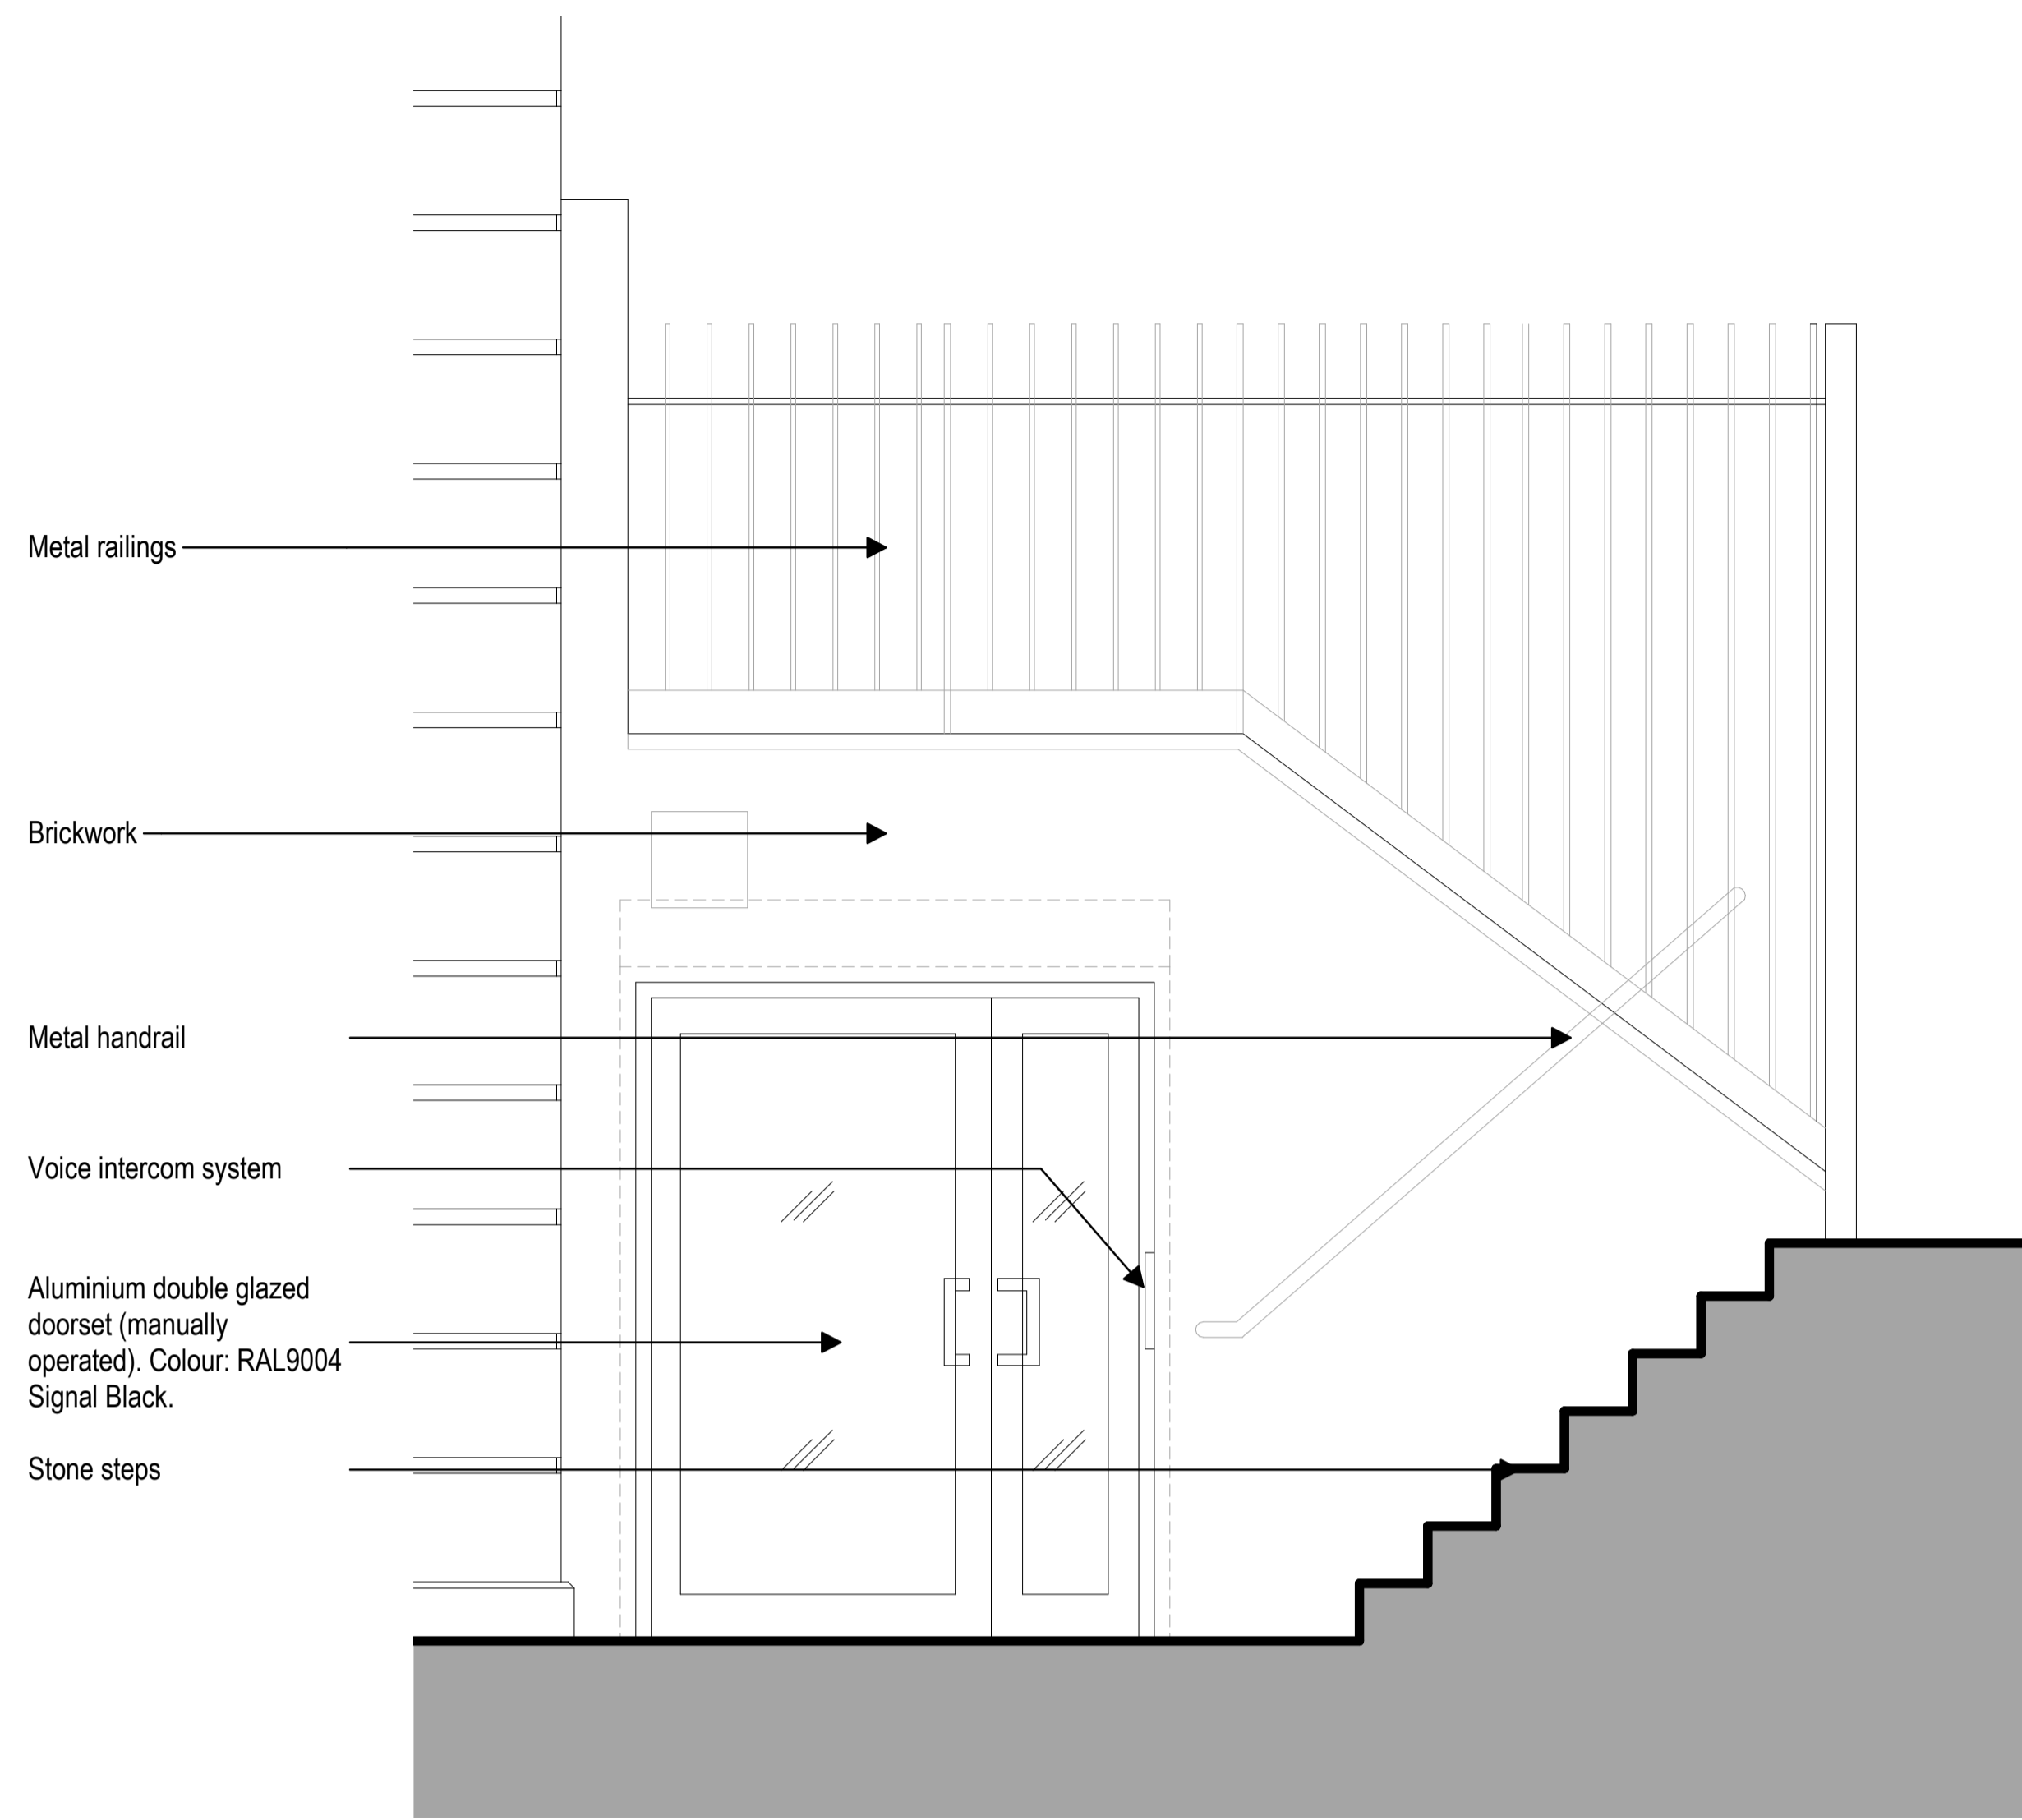 Metal railings
Brickwork
Metal handrail
Voice intercom system
Aluminium double glazed
doorset (manually
operated). Colour: RAL9004
Signal Black.
Stone steps